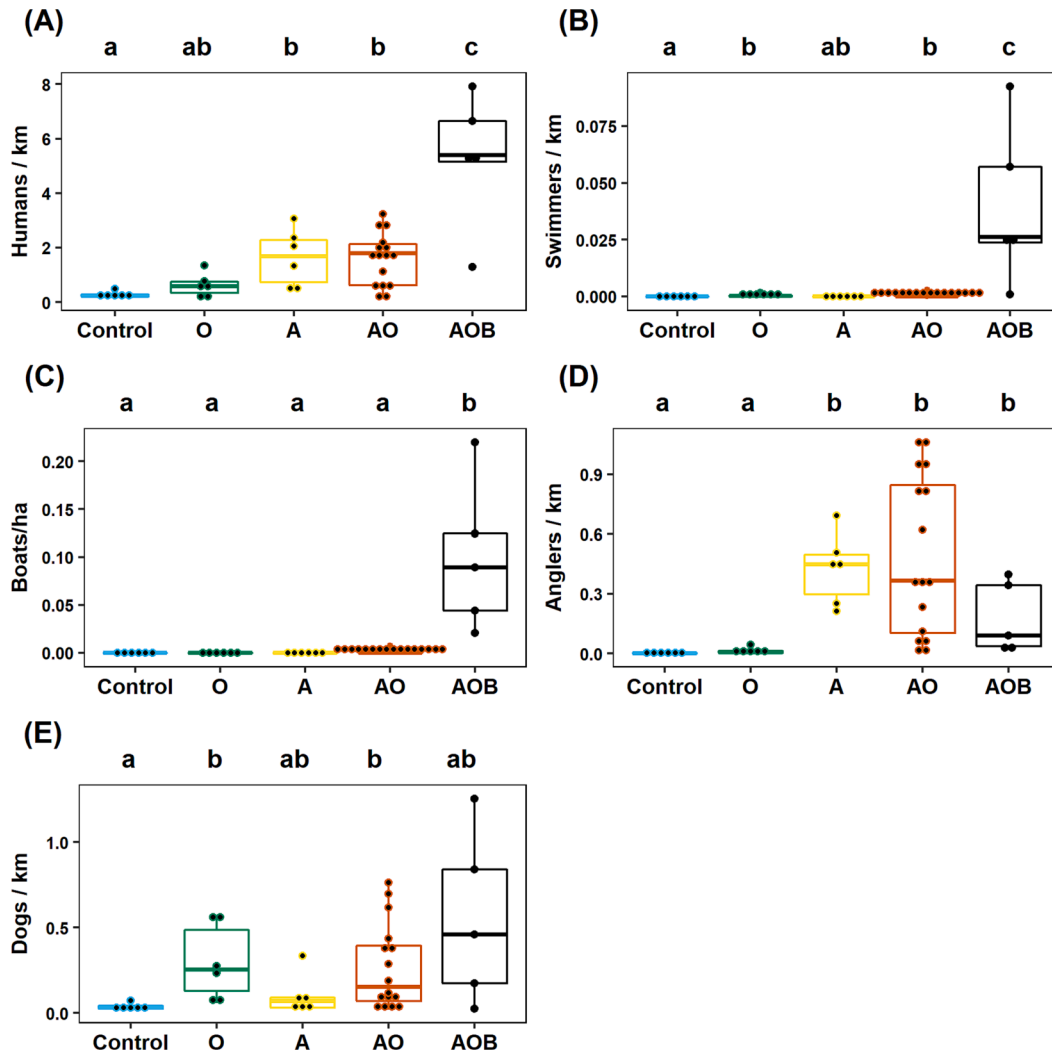 (A)
a ab b b c
Humans / km
8
6
4
2
0
Control O A AO AOB
(B)
a b ab b c
Swimmers / km
0.075
0.050
0.025
0.000
Control O A AO AOB
(C)
a a a a b
Boats/ha
0.20
0.15
0.10
0.05
0.00
Control O A AO AOB
(D)
a a b b b
Anglers / km
0.9
0.6
0.3
0.0
Control O A AO AOB
(E)
a b ab b ab
Dogs / km
1.0
0.5
0.0
Control O A AO AOB